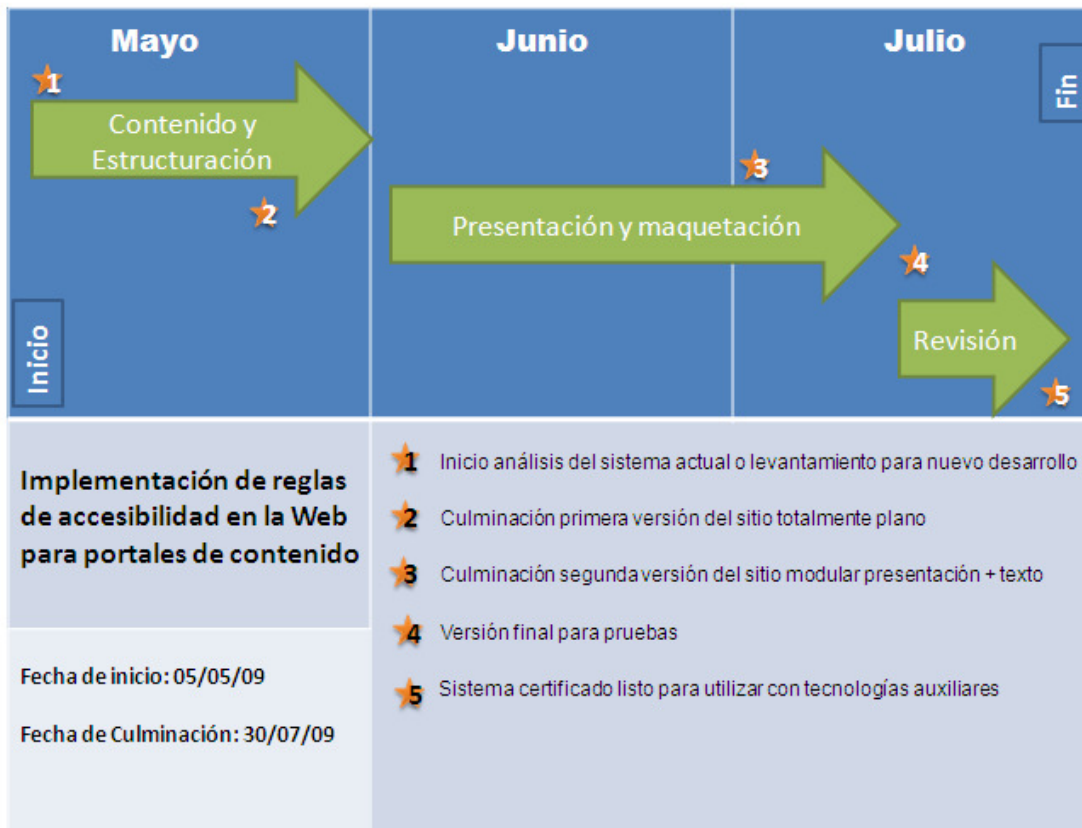 Mayo
Junio
Julio
Fin
1
Contenido y
Estructuración
2
3
Presentación y maquetación
4
Inicio
Revisión
5
Implementación de reglas
de accesibilidad en la Web
para portales de contenido
Fecha de inicio: 05/05/09
Fecha de Culminación: 30/07/09
1 Inicio análisis del sistema actual o levantamiento para nuevo desarrollo
2 Culminación primera versión del sitio totalmente plano
3 Culminación segunda versión del sitio modular presentación + texto
4 Versión final para pruebas
5 Sistema certificado listo para utilizar con tecnologías auxiliares